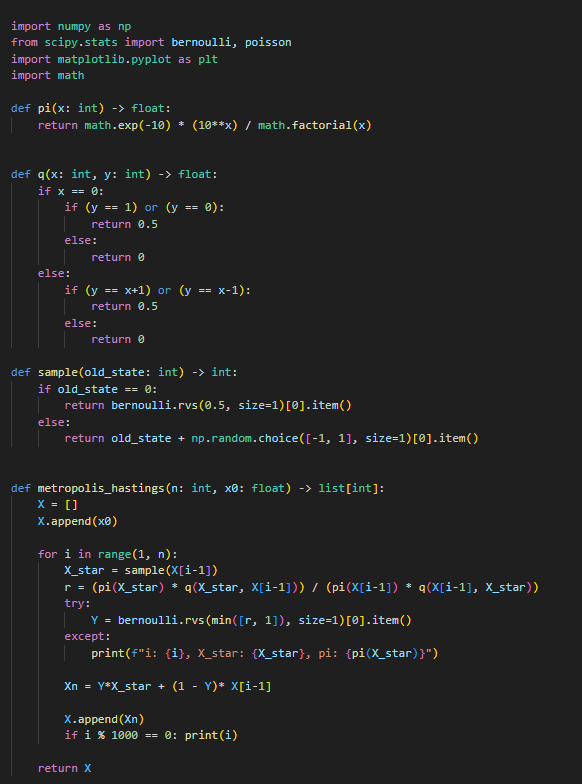 import numpy as np
from scipy.stats import bernoulli, poisson
import matplotlib.pyplot as plt
import math
def pi(x: int) -> float:
    return math.exp(-10) * (10**x) / math.factorial(x)
def q(x: int, y: int) -> float:
    if x == 0:
        if (y == 1) or (y == 0):
            return 0.5
        else:
            return 0
    else:
        if (y == x+1) or (y == x-1):
            return 0.5
        else:
            return 0
def sample(old_state: int) -> int:
    if old_state == 0:
        return bernoulli.rvs(0.5, size=1)[0].item()
    else:
        return old_state + np.random.choice([-1, 1], size=1)[0].item()
def metropolis_hastings(n: int, x0: float) -> list[int]:
    X = []
    X.append(x0)
    for i in range(1, n):
        X_star = sample(X[i-1])
        r = (pi(X_star) * q(X_star, X[i-1])) / (pi(X[i-1]) * q(X[i-1], X_star))
        try:
            Y = bernoulli.rvs(min([r, 1]), size=1)[0].item()
        except:
            print(f"i: {i}, X_star: {X_star}, pi: {pi(X_star)}")
        Xn = Y*X_star + (1 - Y)* X[i-1]
        X.append(Xn)
        if i % 1000 == 0: print(i)
    return X